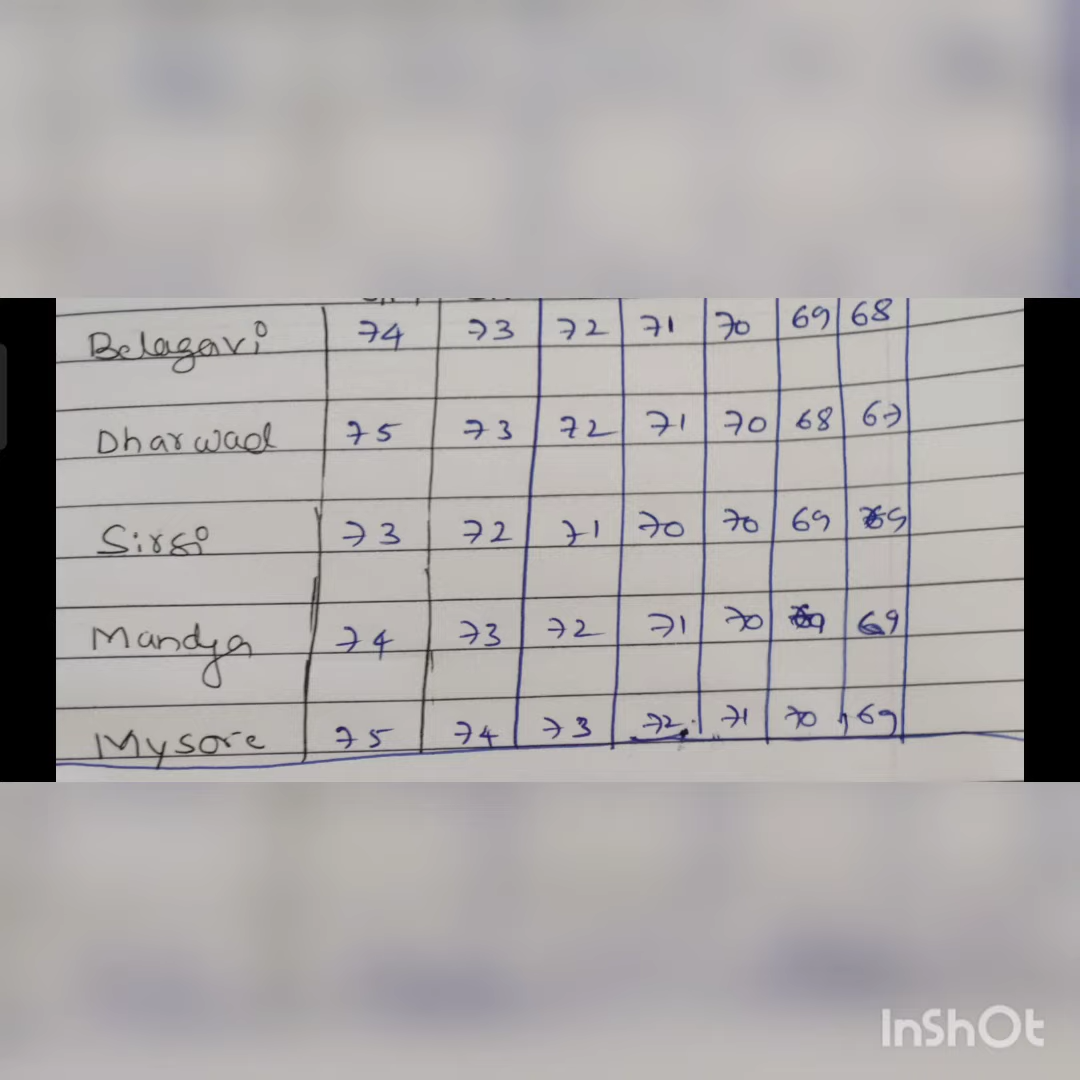 Belagavi 74 73 72 71 70 69 68
Dharwad 75 73 72 71 70 68 67
Sirsi 73 72 71 70 70 69 69
Mandya 74 73 72 71 70 69 69
Mysore 75 74 73 72 71 70 69
InShOt